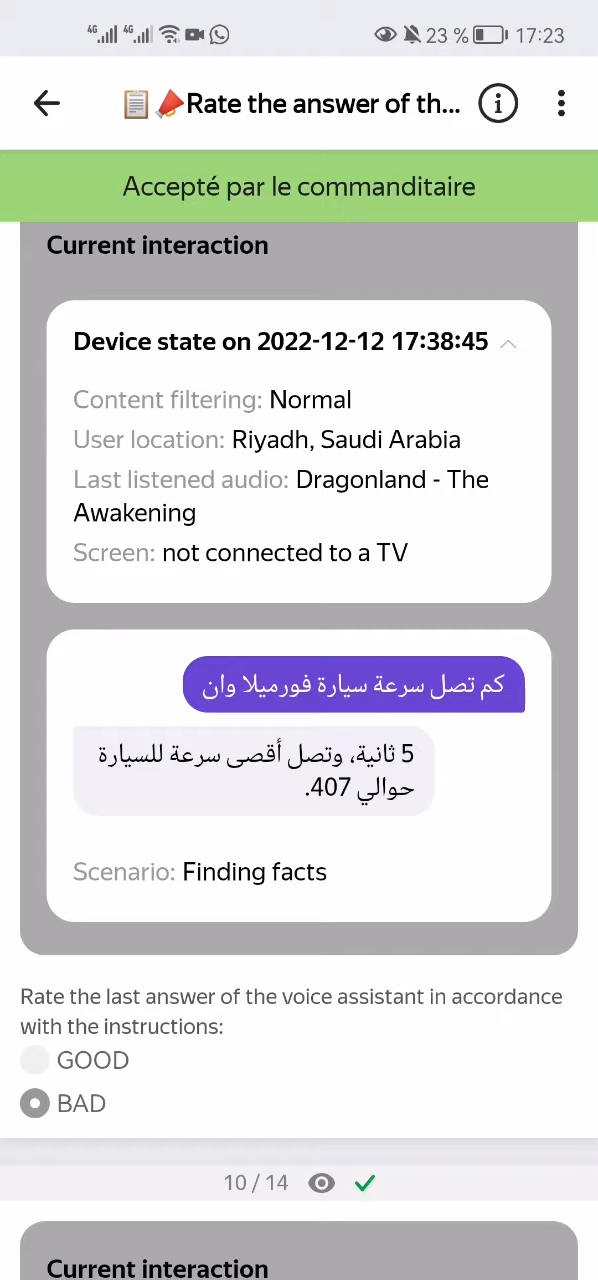 4G 4G 23 % 17:23
Rate the answer of th...
Accepté par le commanditaire
Current interaction
Device state on 2022-12-12 17:38:45
Content filtering: Normal
User location: Riyadh, Saudi Arabia
Last listened audio: Dragonland - The
Awakening
Screen: not connected to a TV
كم تصل سرعة سيارة فورميلا وان
5 ثانية، وتصل أقصى سرعة للسيارة
حوالي 407.
Scenario: Finding facts
Rate the last answer of the voice assistant in accordance
with the instructions:
GOOD
BAD
10 / 14
Current interaction